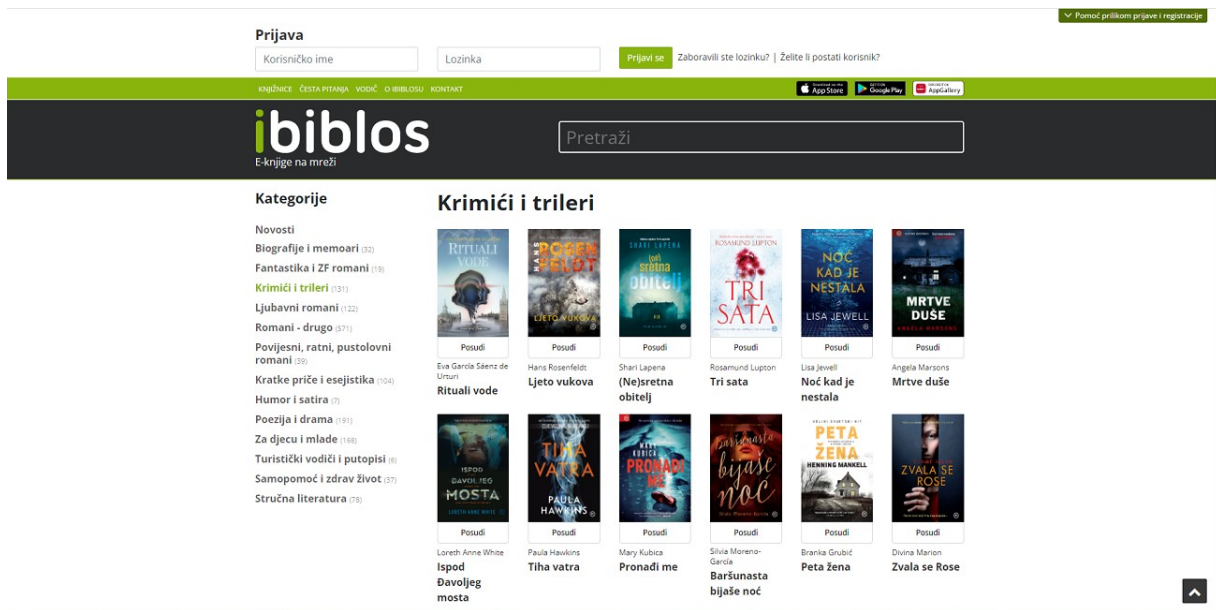 Pomoć prilikom prijave i registracije
Prijava
Korisničko ime
Lozinka
Prijavi se
Zaboravili ste lozinku? | Želite li postati korisnik?
KNJIŽNICE ČESTA PITANJA VODIČ O IBIBLOSU KONTAKT
App Store
Google Play
AppGallery
ibiblos
E-knjige na mreži
Pretraži
Kategorije
Novosti
Biografije i memoari (32)
Fantastika i ZF romani (19)
Krimići i trileri (131)
Ljubavni romani (122)
Romani - drugo (571)
Povijesni, ratni, pustolovni
romani (39)
Kratke priče i esejistika (104)
Humor i satira (7)
Poezija i drama (191)
Za djecu i mlade (168)
Turistički vodiči i putopisi (6)
Samopomoć i zdrav život (37)
Stručna literatura (78)
Krimići i trileri
RITUALI
VODE
Posudi
Eva García Sáenz de
Urturi
Rituali vode
HANS
ROSEN
FELDT
LJETO VUKOVA
Posudi
Hans Rosenfeldt
Ljeto vukova
SHARI LAPENA
(ne)
sretna
obitelj
Posudi
Shari Lapena
(Ne)sretna
obitelj
ROSAMUND LUPTON
TRI
SATA
Posudi
Rosamund Lupton
Tri sata
NOĆ
KAD JE
NESTALA
LISA JEWELL
Posudi
Lisa Jewell
Noć kad je
nestala
MRTVE
DUŠE
ANGELA MARSONS
Posudi
Angela Marsons
Mrtve duše
ISPOD
ĐAVOLJEG
MOSTA
LORETH ANNE WHITE
Posudi
Loreth Anne White
Ispod
Đavoljeg
mosta
TIHA
VATRA
PAULA
HAWKINS
Posudi
Paula Hawkins
Tiha vatra
MARY
KUBICA
PRONAĐI
ME
Posudi
Mary Kubica
Pronađi me
Baršunasta
bijaše
noć
Silvia Moreno-Garcia
Posudi
Silvia Moreno-
García
Baršunasta
bijaše noć
PETA
ŽENA
HENNING MANKELL
Posudi
Branka Grubić
Peta žena
ZVALA SE
ROSE
Posudi
Divina Marion
Zvala se Rose